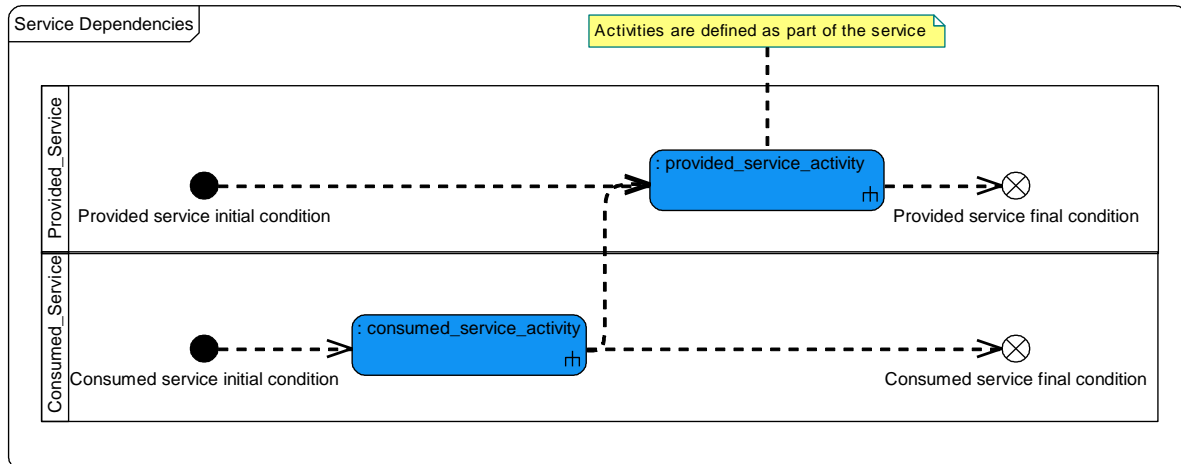 Service Dependencies
Activities are defined as part of the service
Provided_Service
: provided_service_activity
Provided service initial condition
Provided service final condition
Consumed_Service
: consumed_service_activity
Consumed service initial condition
Consumed service final condition